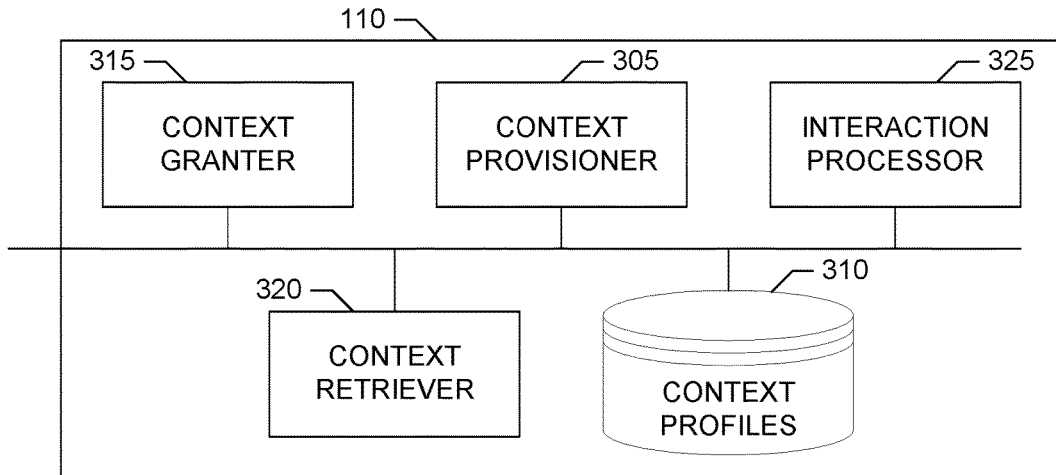 110
315
305
325
CONTEXT
GRANTER
CONTEXT
PROVISIONER
INTERACTION
PROCESSOR
320
310
CONTEXT
RETRIEVER
CONTEXT
PROFILES